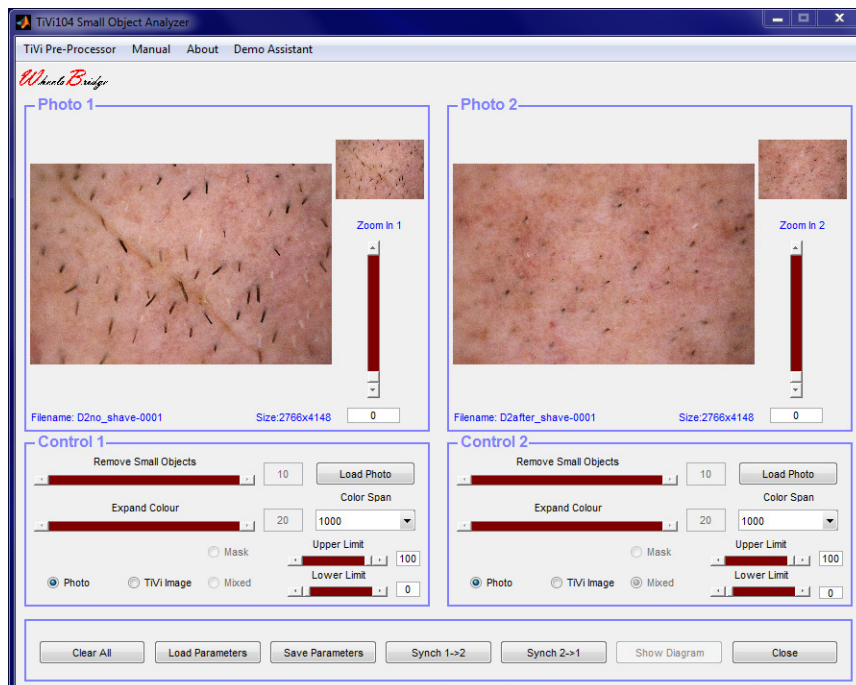 TiVi104 Small Object Analyzer
TiVi Pre-Processor Manual About Demo Assistant
WheelsBridge
Photo 1
Zoom In 1
Filename: D2no_shave-0001 Size:2766x4148 0
Photo 2
Zoom In 2
Filename: D2after_shave-0001 Size:2766x4148 0
Control 1
Remove Small Objects 10 Load Photo
Color Span
Expand Colour 20 1000
Mask Upper Limit 100
Photo TiVi Image Mixed Lower Limit 0
Control 2
Remove Small Objects 10 Load Photo
Color Span
Expand Colour 20 1000
Mask Upper Limit 100
Photo TiVi Image Mixed Lower Limit 0
Clear All Load Parameters Save Parameters Synch 1->2 Synch 2->1 Show Diagram Close